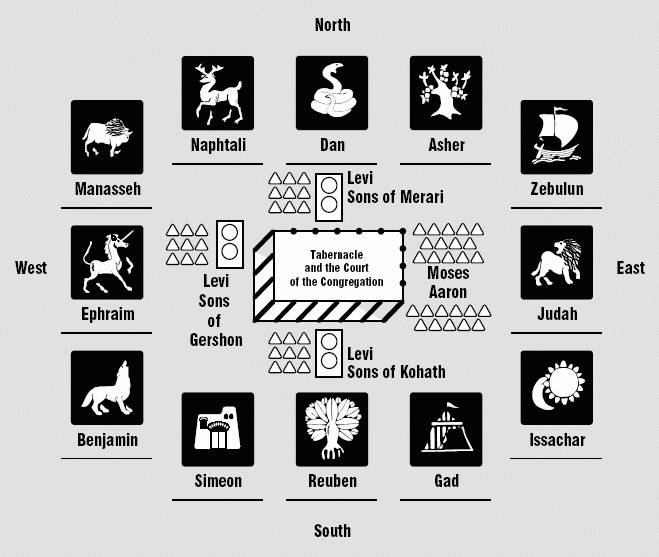 North
Naphtali
Dan
Asher
Manasseh
Zebulun
Levi
Sons of Merari
West
Ephraim
Levi
Sons
of
Gershon
Tabernacle
and the Court
of the Congregation
Moses
Aaron
Judah
East
Levi
Sons of Kohath
Benjamin
Issachar
Simeon
Reuben
Gad
South